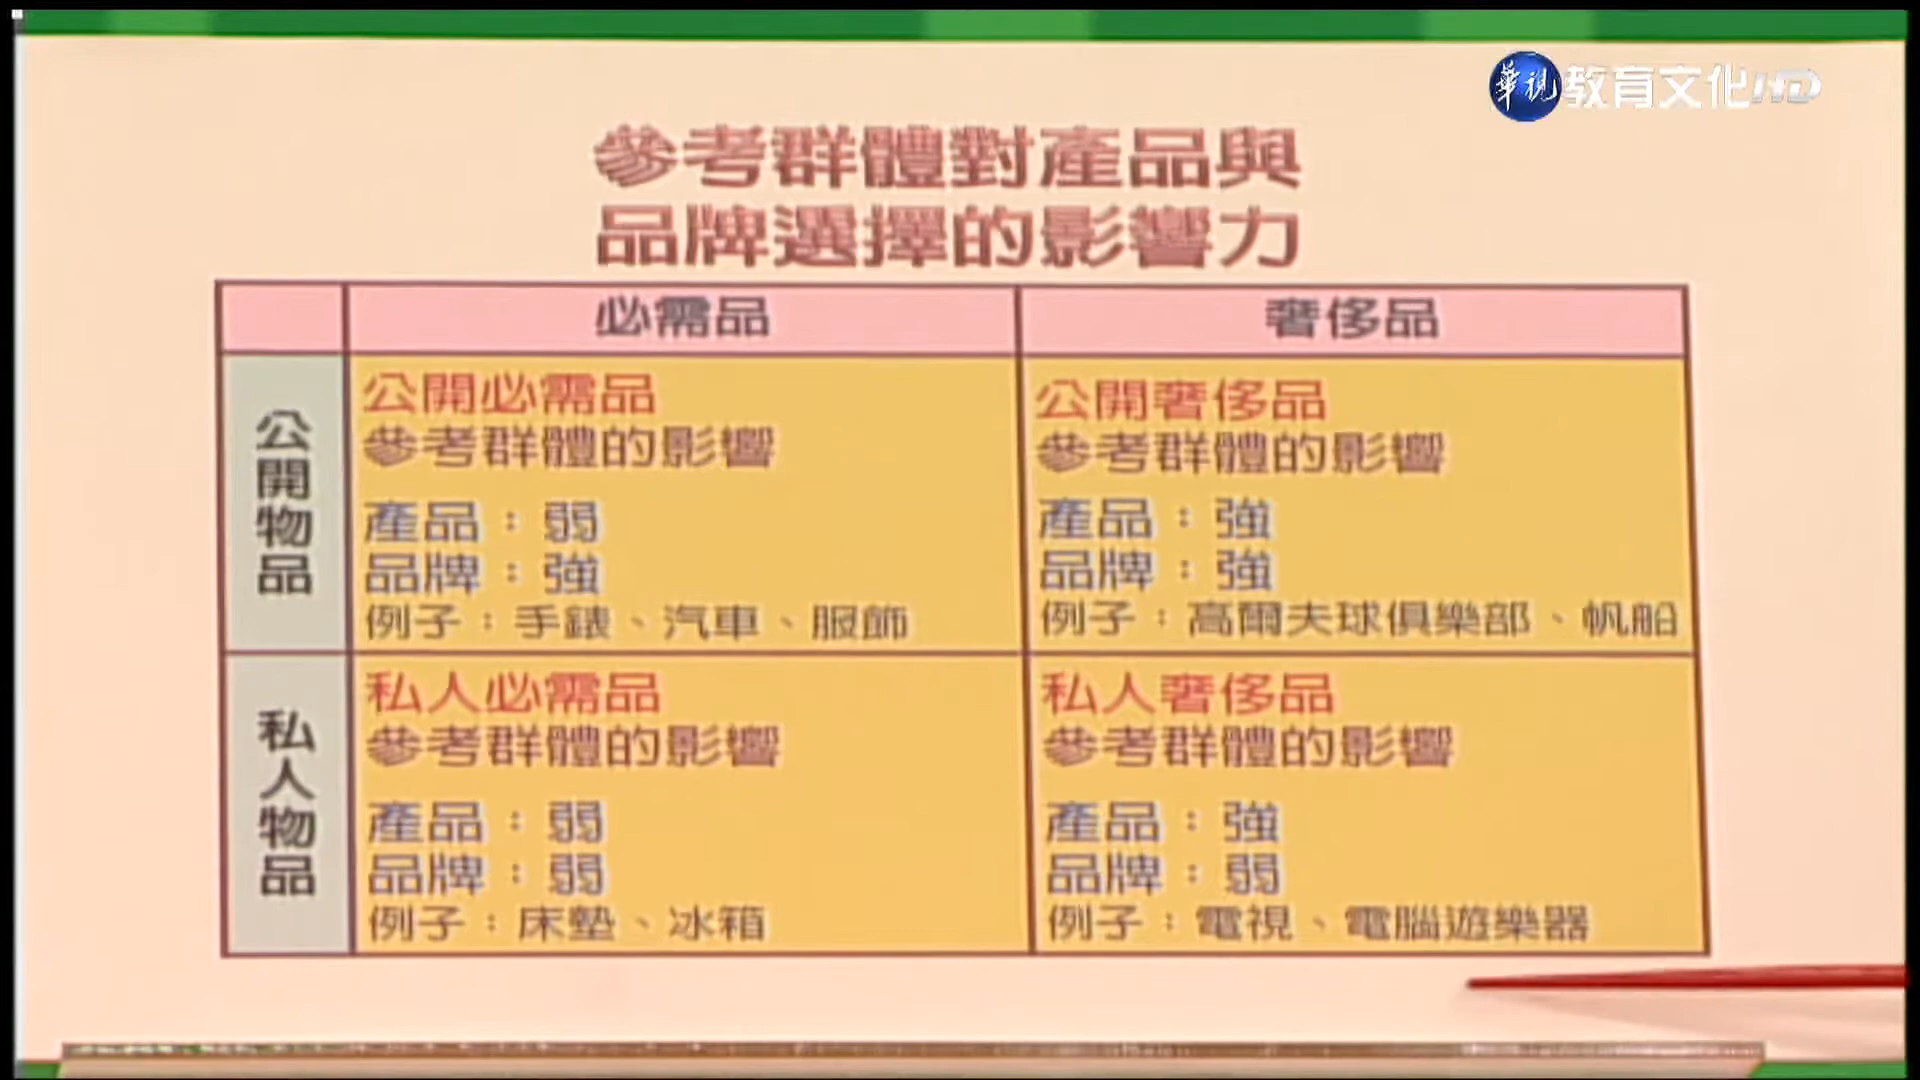 華視 教育文化HD
參考群體對產品與
品牌選擇的影響力
必需品
奢侈品
公開物品
公開必需品
參考群體的影響
產品：弱
品牌：強
例子：手錶、汽車、服飾
公開奢侈品
參考群體的影響
產品：強
品牌：強
例子：高爾夫球俱樂部、帆船
私人物品
私人必需品
參考群體的影響
產品：弱
品牌：弱
例子：床墊、冰箱
私人奢侈品
參考群體的影響
產品：強
品牌：弱
例子：電視、電腦遊樂器